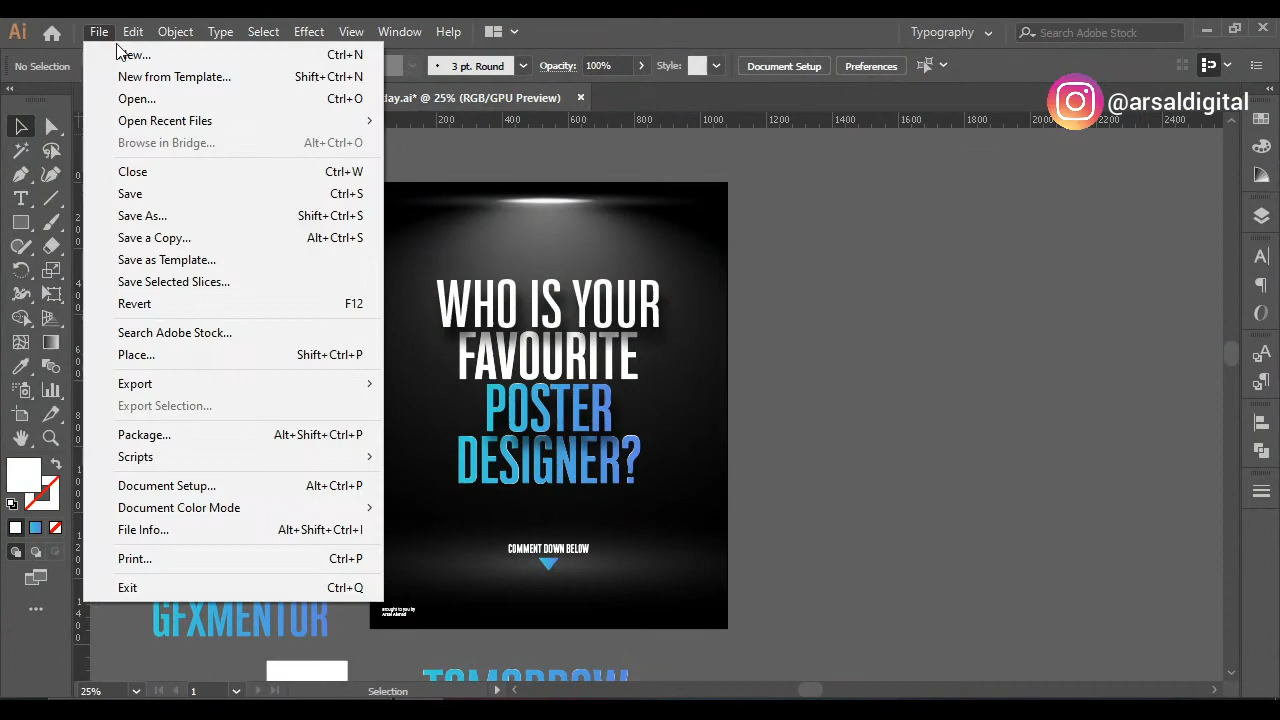 Ai File Edit Object Type Select Effect View Window Help Typography Search Adobe Stock
No Selection 3 pt. Round Opacity: 100% Style: Document Setup Preferences
day.ai* @ 25% (RGB/GPU Preview)
@arsaldigital
200 400 600 800 1000 1800 2000 2200 2400
New... Ctrl+N
New from Template... Shift+Ctrl+N
Open... Ctrl+O
Open Recent Files
Browse in Bridge... Alt+Ctrl+O
Close Ctrl+W
Save Ctrl+S
Save As... Shift+Ctrl+S
Save a Copy... Alt+Ctrl+S
Save as Template...
Save Selected Slices...
Revert F12
Search Adobe Stock...
Place... Shift+Ctrl+P
Export
Export Selection...
Package... Alt+Shift+Ctrl+P
Scripts
Document Setup... Alt+Ctrl+P
Document Color Mode
File Info... Alt+Shift+Ctrl+I
Print... Ctrl+P
Exit Ctrl+Q
WHO IS YOUR
FAVOURITE
POSTER
DESIGNER?
COMMENT DOWN BELOW
GFXMENTOR
TOMORROW
25% 1 Selection